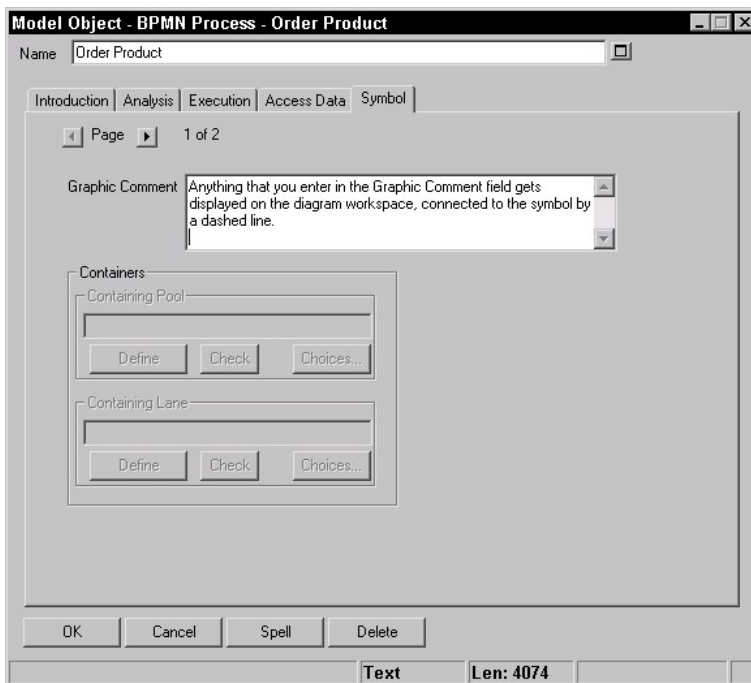 Model Object - BPMN Process - Order Product
Name Order Product
Introduction Analysis Execution Access Data Symbol
Page 1 of 2
Graphic Comment Anything that you enter in the Graphic Comment field gets
displayed on the diagram workspace, connected to the symbol by
a dashed line.
Containers
Containing Pool
Define Check Choices...
Containing Lane
Define Check Choices...
OK Cancel Spell Delete
Text Len: 4074